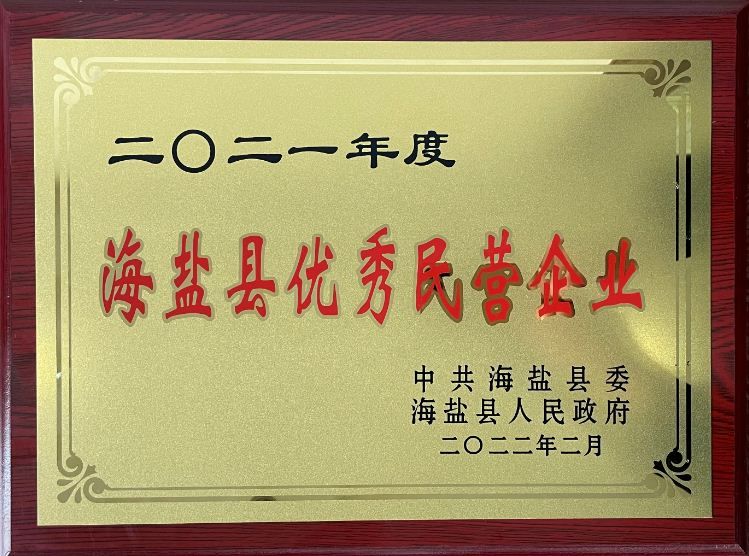 二〇二一年度
海盐县优秀民营企业
中共海盐县委
海盐县人民政府
二〇二二年二月